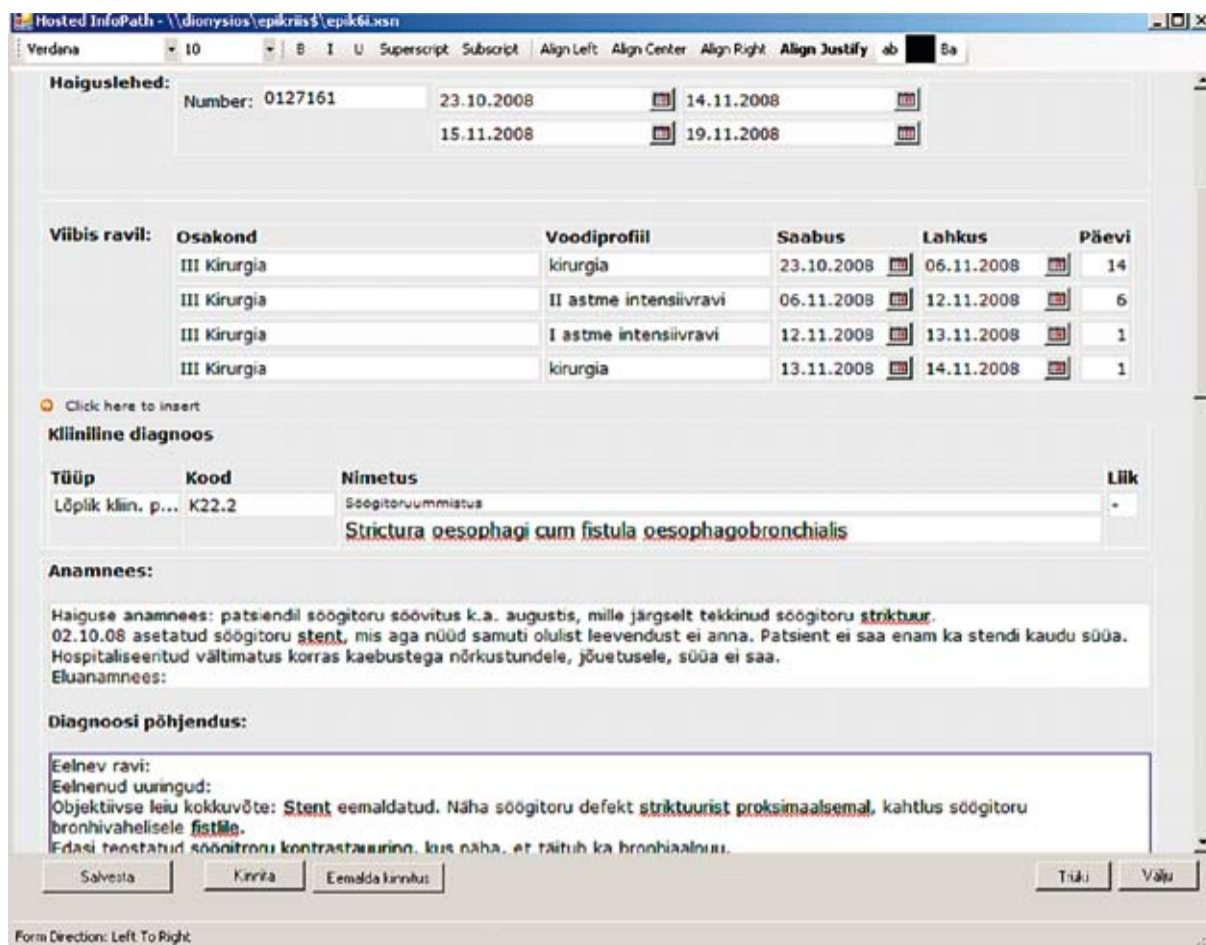 Hosted InfoPath - \\dionysios\epikriis$\epik6i.xsn
Verdana 10 B I U Superscript Subscript Align Left Align Center Align Right Align Justify ab Ba
Haiguslehed:
Number: 0127161 23.10.2008 14.11.2008
15.11.2008 19.11.2008
Viibis ravil: Osakond Voodiprofiil Saabus Lahkus Päevi
III Kirurgia kirurgia 23.10.2008 06.11.2008 14
III Kirurgia II astme intensiivravi 06.11.2008 12.11.2008 6
III Kirurgia I astme intensiivravi 12.11.2008 13.11.2008 1
III Kirurgia kirurgia 13.11.2008 14.11.2008 1
Click here to insert
Kliiniline diagnoos
Tüüp Kood Nimetus Liik
Lõplik kliin. p... K22.2 Söögitoruummistus -
Strictura oesophagi cum fistula oesophagobronchialis
Anamnees:
Haiguse anamnees: patsiendil söögitoru söövitus k.a. augustis, mille järgselt tekkinud söögitoru striktuur.
02.10.08 asetatud söögitoru stent, mis aga nüüd samuti olulist leevendust ei anna. Patsient ei saa enam ka stendi kaudu süüa.
Hospitaliseeritud vältimatus korras kaebustega nõrkustundele, jõuetusele, süüa ei saa.
Eluanamnees:
Diagnoosi põhjendus:
Eelnev ravi:
Eelnenud uuringud:
Objektiivse leiu kokkuvõte: Stent eemaldatud. Näha söögitoru defekt striktuurist proksimaalsemal, kahtlus söögitoru
bronhivahelisele fistlile.
Edasi teostatud söögitroru kontrastauuring, kus näha, et täitub ka bronhiaalpuu.
Salvesta Kinnita Eemalda kinnitus Trüki Välju
Form Direction: Left To Right